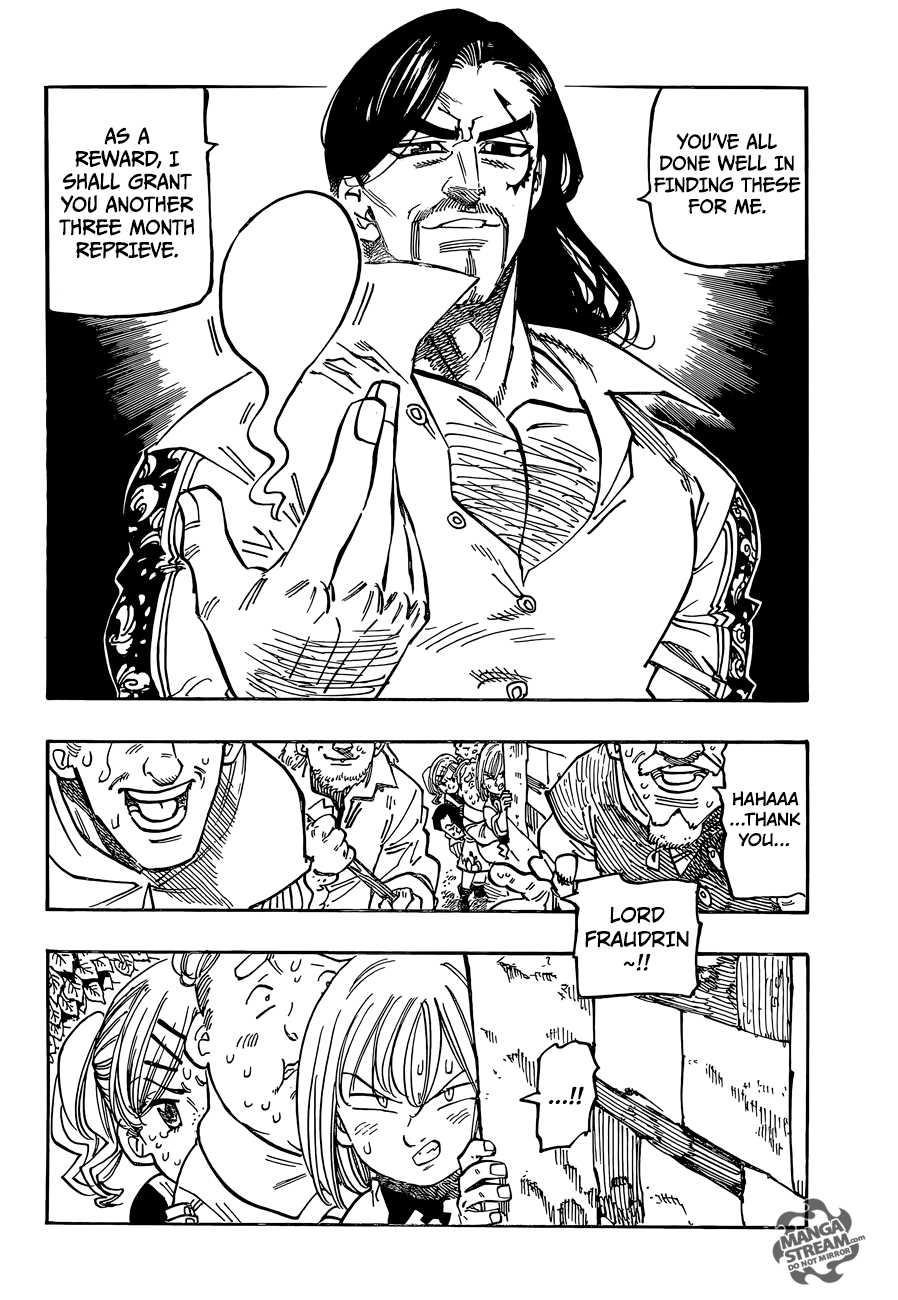 YOU'VE ALL
DONE WELL IN
FINDING THESE
FOR ME.
AS A
REWARD, I
SHALL GRANT
YOU ANOTHER
THREE MONTH
REPRIEVE.
HAHAAA
...THANK
YOU...
LORD
FRAUDRIN
~!!
...!!
MANGA
STREAM.com
DO NOT MIRROR